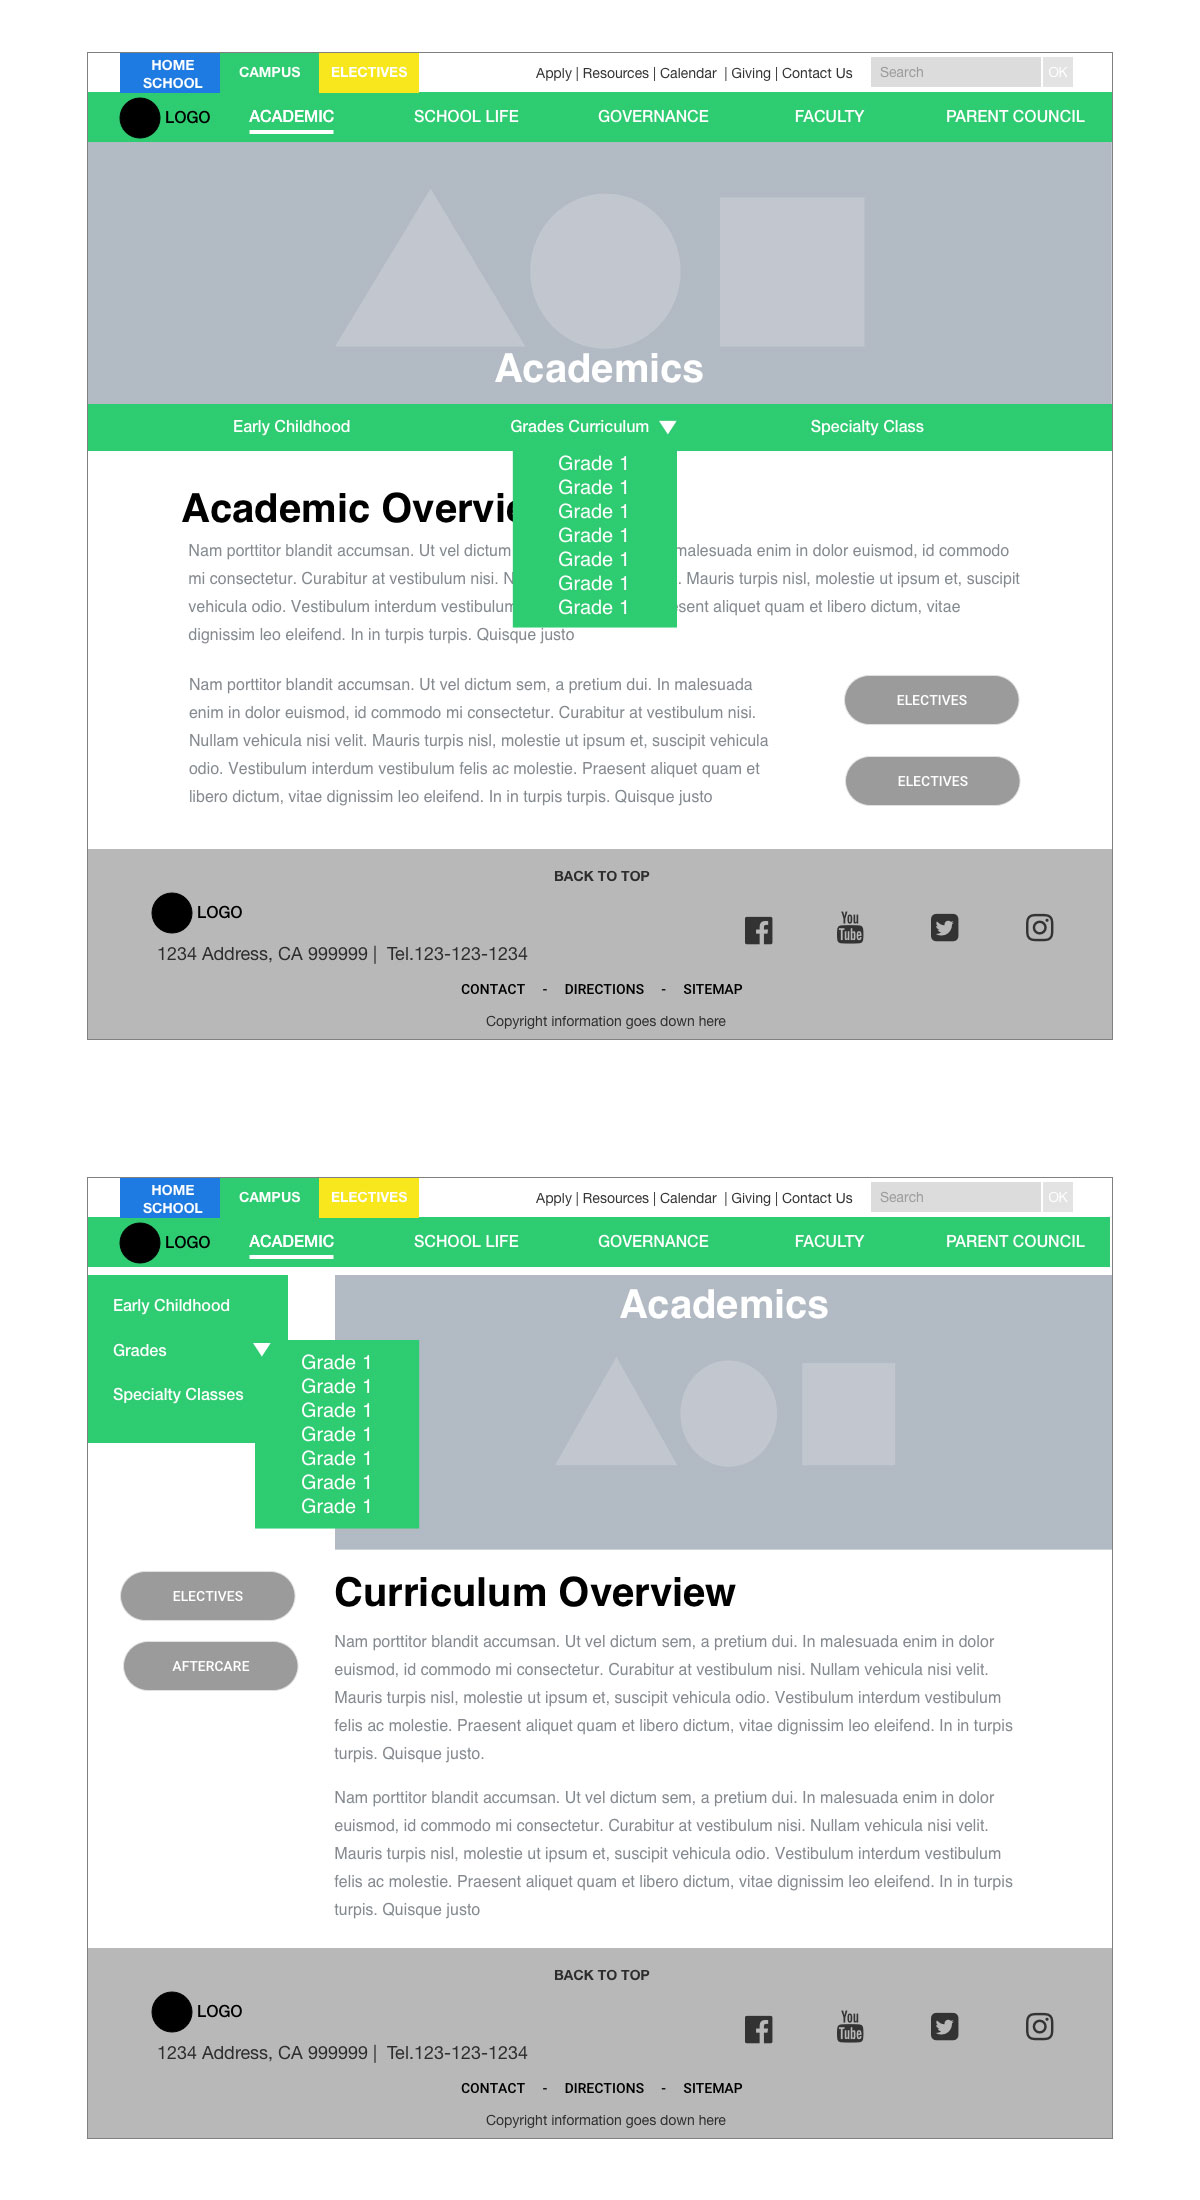 HOME
SCHOOL
CAMPUS
ELECTIVES
Apply | Resources | Calendar | Giving | Contact Us
Search
OK
LOGO
ACADEMIC
SCHOOL LIFE
GOVERNANCE
FACULTY
PARENT COUNCIL
Academics
Early Childhood
Grades Curriculum
Specialty Class
Grade 1
Grade 1
Grade 1
Grade 1
Grade 1
Grade 1
Grade 1
Academic
Nam porttitor blandit accumsan. Ut vel dictum malesuada enim in dolor euismod, id commodo
mi consectetur. Curabitur at vestibulum nisi. Mauris turpis nisl, molestie ut ipsum et, suscipit
vehicula odio. Vestibulum interdum vestibulum aliquet quam et libero dictum, vitae
dignissim leo eleifend. In in turpis turpis. Quisque justo
Nam porttitor blandit accumsan. Ut vel dictum sem, a pretium dui. In malesuada
enim in dolor euismod, id commodo mi consectetur. Curabitur at vestibulum nisi.
Nullam vehicula nisi velit. Mauris turpis nisl, molestie ut ipsum et, suscipit vehicula
odio. Vestibulum interdum vestibulum felis ac molestie. Praesent aliquet quam et
libero dictum, vitae dignissim leo eleifend. In in turpis turpis. Quisque justo
ELECTIVES
ELECTIVES
BACK TO TOP
LOGO
1234 Address, CA 999999 | Tel.123-123-1234
You
Tube
CONTACT - DIRECTIONS - SITEMAP
Copyright information goes down here
HOME
SCHOOL
CAMPUS
ELECTIVES
Apply | Resources | Calendar | Giving | Contact Us
Search
OK
LOGO
ACADEMIC
SCHOOL LIFE
GOVERNANCE
FACULTY
PARENT COUNCIL
Early Childhood
Grades
Specialty Classes
Grade 1
Grade 1
Grade 1
Grade 1
Grade 1
Grade 1
Grade 1
Academics
ELECTIVES
AFTERCARE
Curriculum Overview
Nam porttitor blandit accumsan. Ut vel dictum sem, a pretium dui. In malesuada enim in dolor
euismod, id commodo mi consectetur. Curabitur at vestibulum nisi. Nullam vehicula nisi velit.
Mauris turpis nisl, molestie ut ipsum et, suscipit vehicula odio. Vestibulum interdum vestibulum
felis ac molestie. Praesent aliquet quam et libero dictum, vitae dignissim leo eleifend. In in turpis
turpis. Quisque justo.
Nam porttitor blandit accumsan. Ut vel dictum sem, a pretium dui. In malesuada enim in dolor
euismod, id commodo mi consectetur. Curabitur at vestibulum nisi. Nullam vehicula nisi velit.
Mauris turpis nisl, molestie ut ipsum et, suscipit vehicula odio. Vestibulum interdum vestibulum
felis ac molestie. Praesent aliquet quam et libero dictum, vitae dignissim leo eleifend. In in turpis
turpis. Quisque justo
BACK TO TOP
LOGO
1234 Address, CA 999999 | Tel.123-123-1234
You
Tube
CONTACT - DIRECTIONS - SITEMAP
Copyright information goes down here